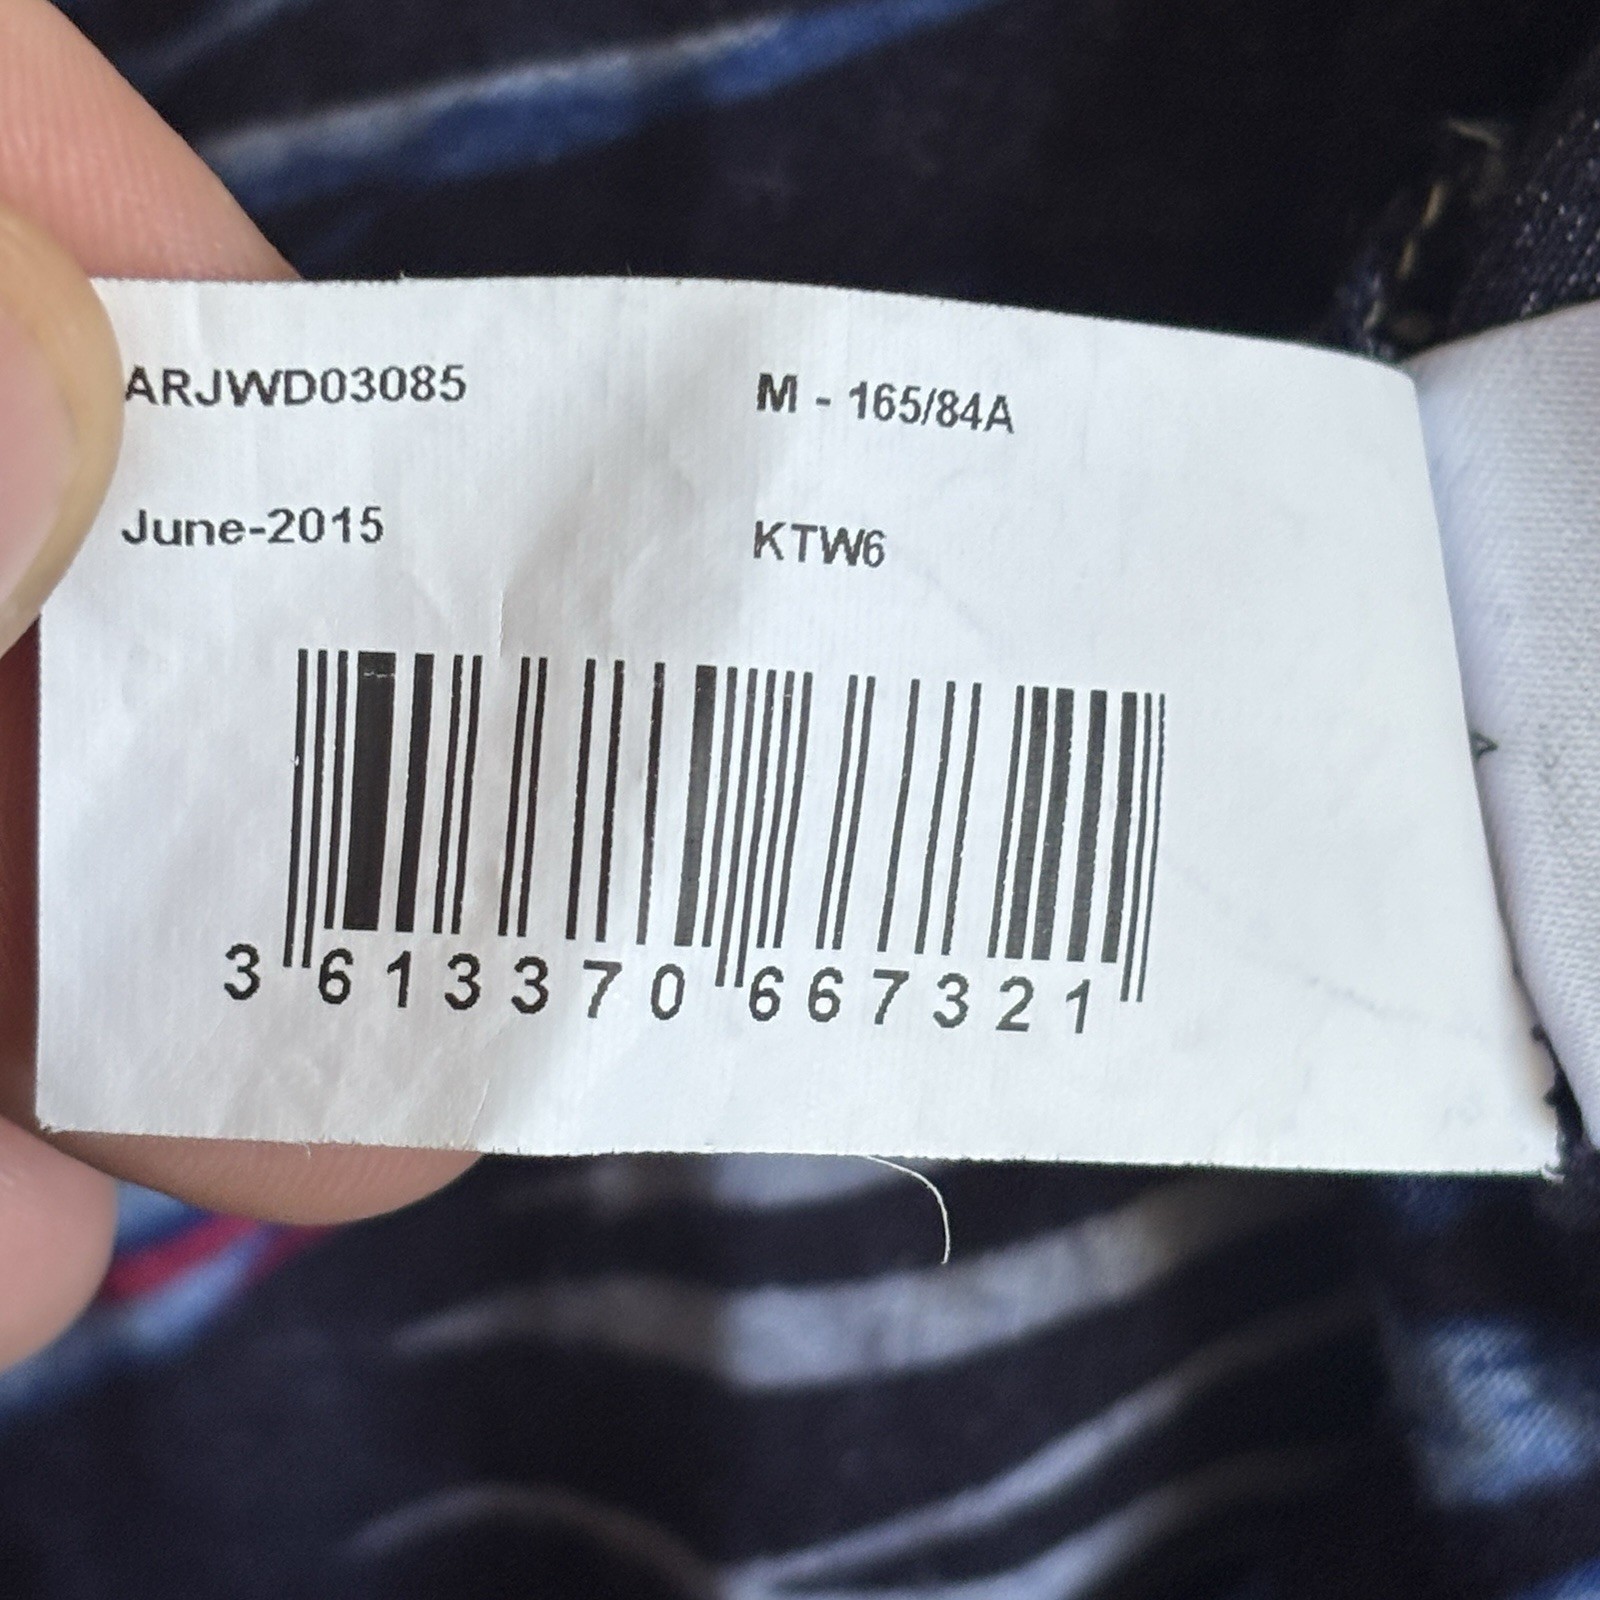 ARJWD03085 M - 165/84A
June-2015 KTW6
3 613370 667321